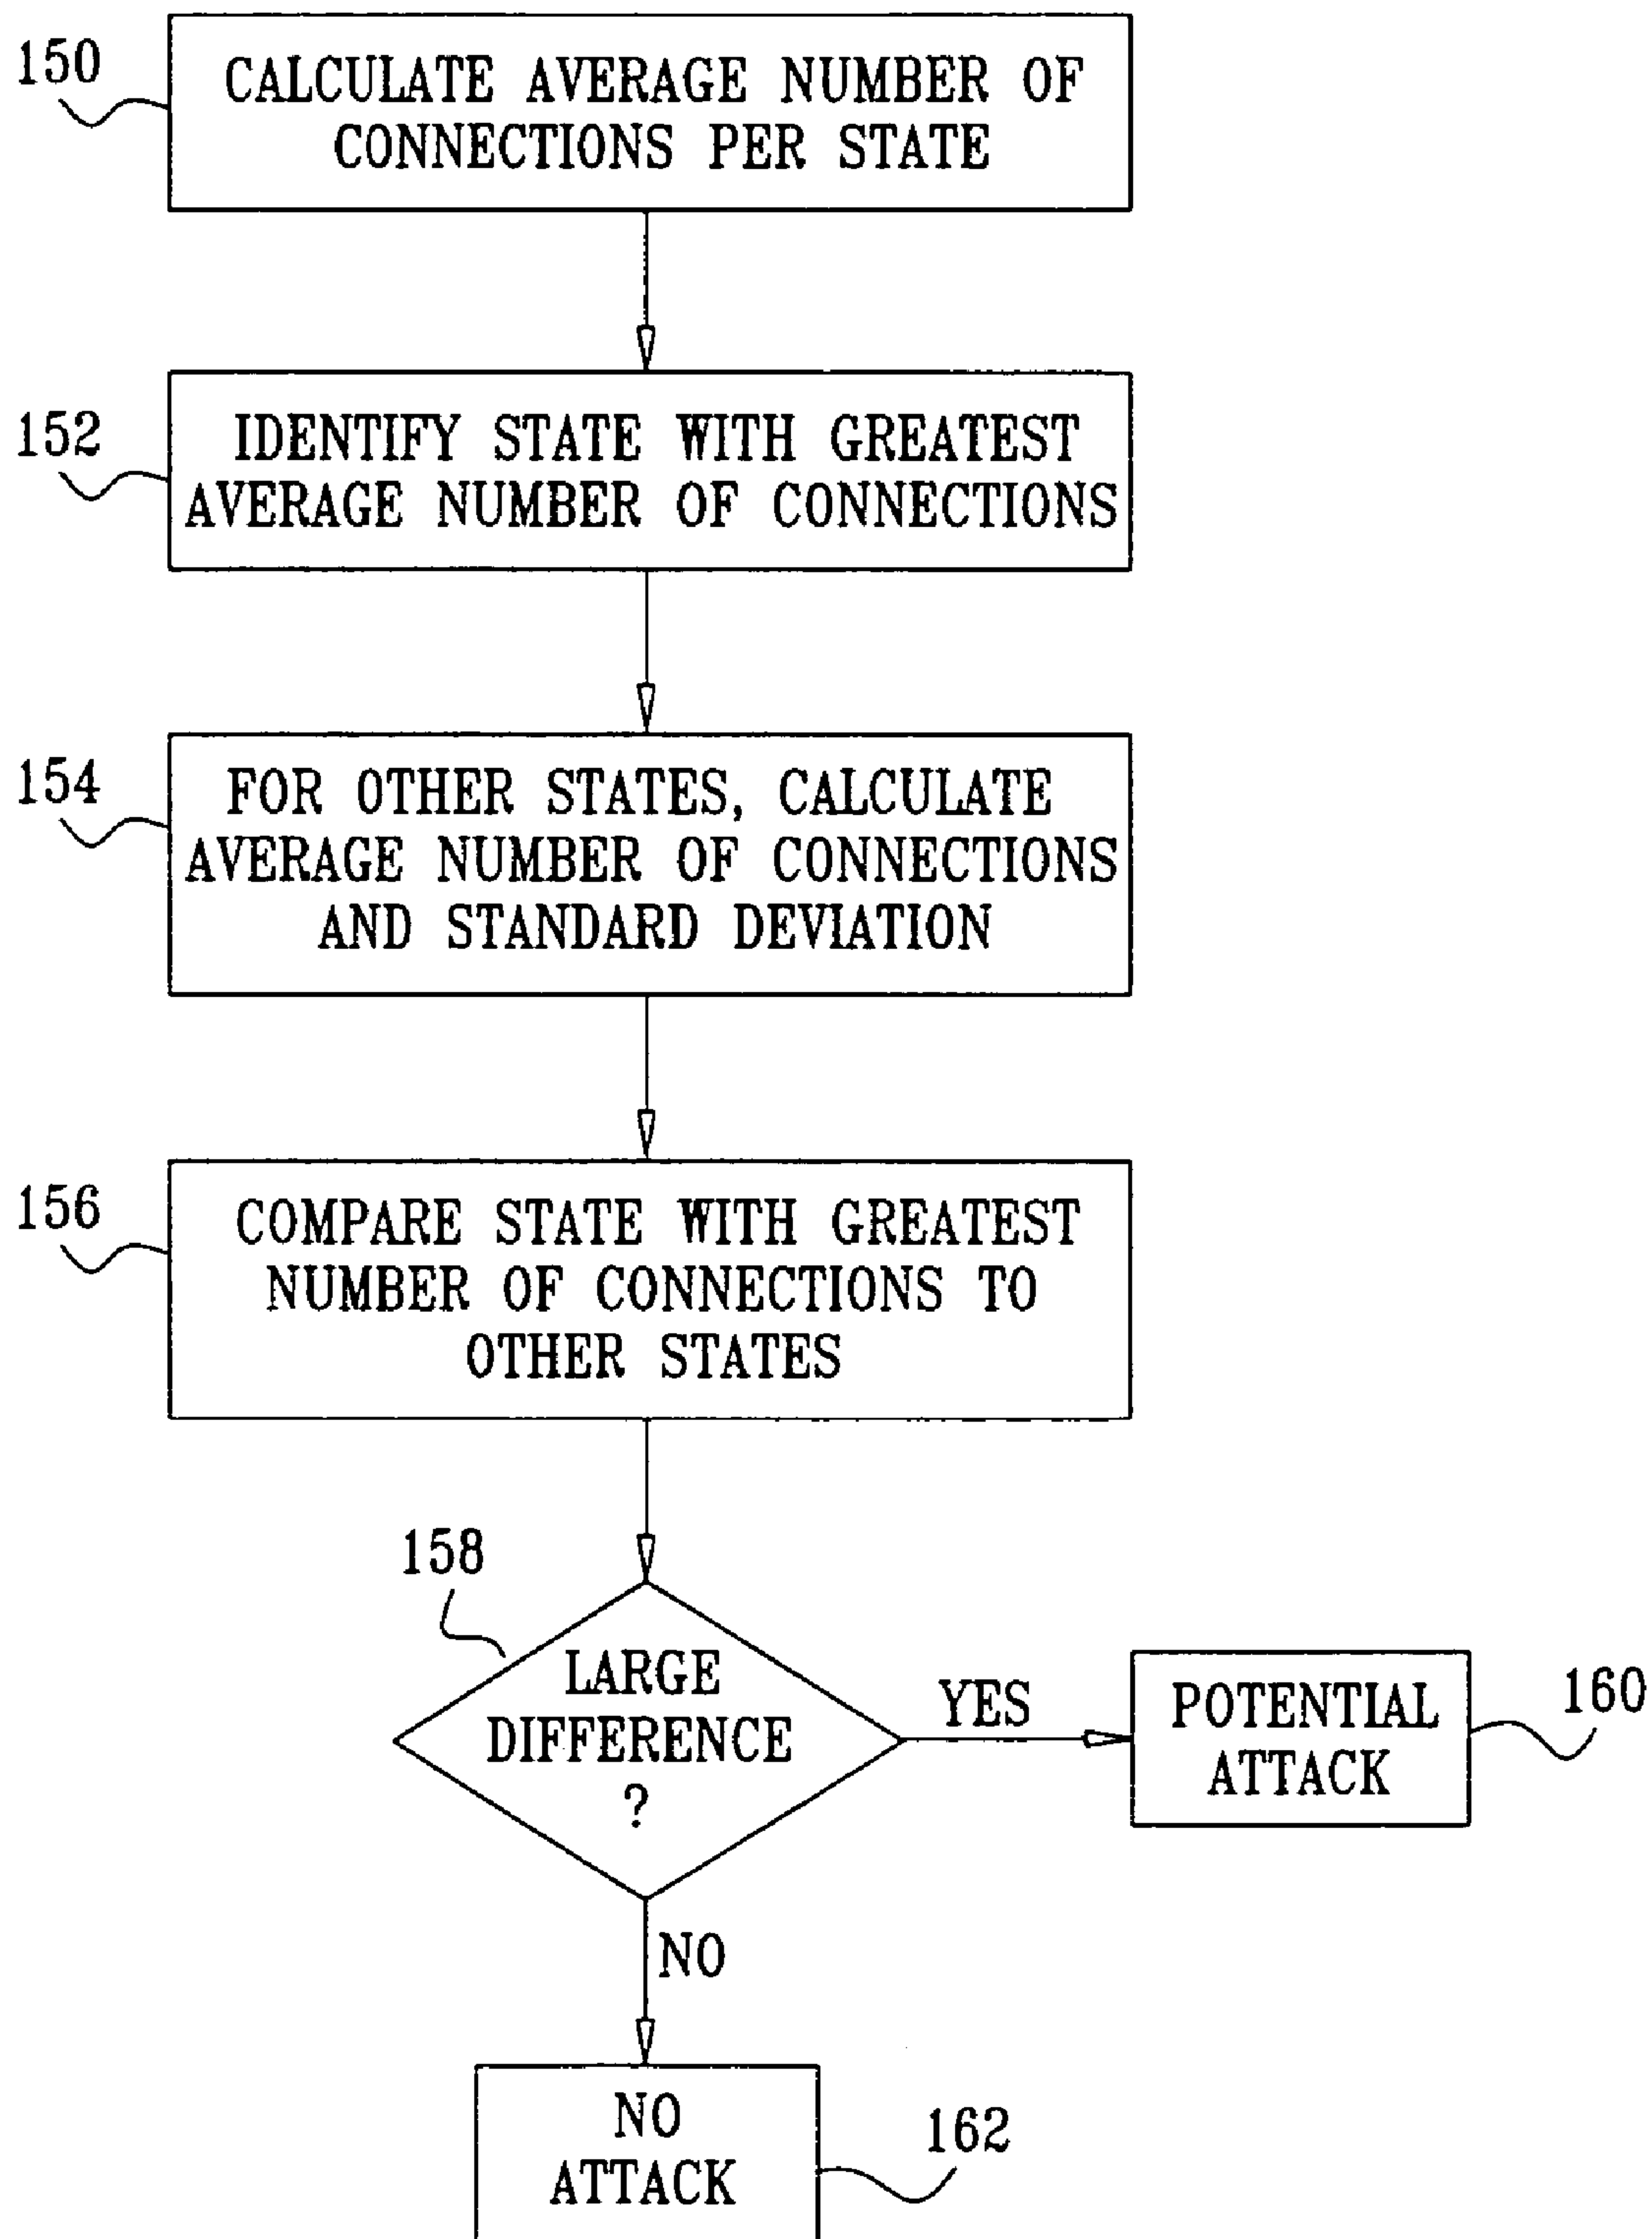 150
CALCULATE AVERAGE NUMBER OF
CONNECTIONS PER STATE
152
IDENTIFY STATE WITH GREATEST
AVERAGE NUMBER OF CONNECTIONS
154
FOR OTHER STATES, CALCULATE
AVERAGE NUMBER OF CONNECTIONS
AND STANDARD DEVIATION
156
COMPARE STATE WITH GREATEST
NUMBER OF CONNECTIONS TO
OTHER STATES
158
LARGE
DIFFERENCE
?
YES
POTENTIAL
ATTACK
160
NO
NO
ATTACK
162